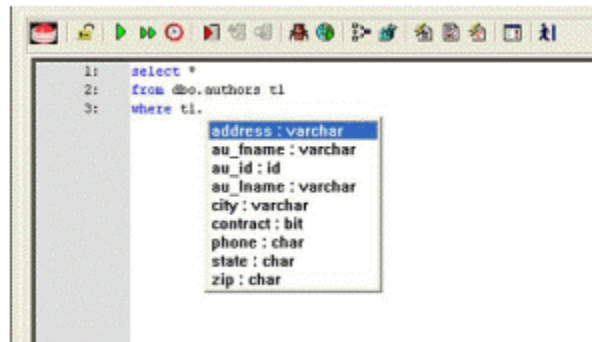 1: select *
2: from dbo.authors t1
3: where t1.
address : varchar
au_fname : varchar
au_id : id
au_lname : varchar
city : varchar
contract : bit
phone : char
state : char
zip : char